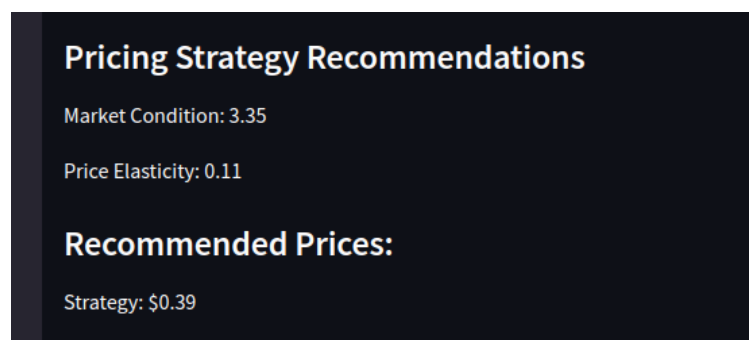 Pricing Strategy Recommendations
Market Condition: 3.35
Price Elasticity: 0.11
Recommended Prices:
Strategy: $0.39